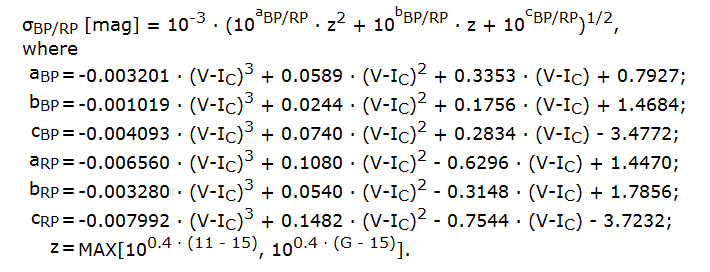 σBP/RP [mag] = 10-3 · (10aBP/RP · z2 + 10bBP/RP · z + 10cBP/RP)1/2,
where
aBP = -0.003201 · (V-IC)3 + 0.0589 · (V-IC)2 + 0.3353 · (V-IC) + 0.7927;
bBP = -0.001019 · (V-IC)3 + 0.0244 · (V-IC)2 + 0.1756 · (V-IC) + 1.4684;
cBP = -0.004093 · (V-IC)3 + 0.0740 · (V-IC)2 + 0.2834 · (V-IC) - 3.4772;
aRP = -0.006560 · (V-IC)3 + 0.1080 · (V-IC)2 - 0.6296 · (V-IC) + 1.4470;
bRP = -0.003280 · (V-IC)3 + 0.0540 · (V-IC)2 - 0.3148 · (V-IC) + 1.7856;
cRP = -0.007992 · (V-IC)3 + 0.1482 · (V-IC)2 - 0.7544 · (V-IC) - 3.7232;
z = MAX[100.4 · (11 - 15), 100.4 · (G - 15)].